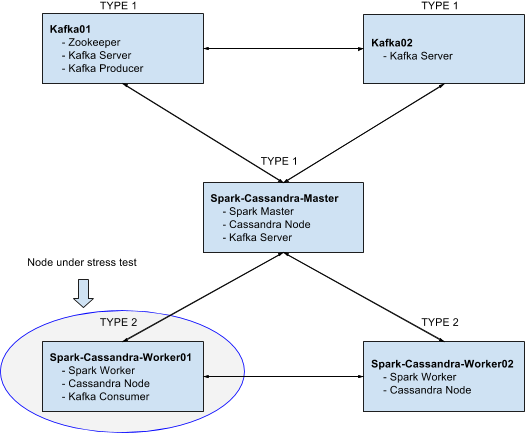 TYPE 1
TYPE 1
Kafka01
- Zookeeper
- Kafka Server
- Kafka Producer
Kafka02
- Kafka Server
TYPE 1
Spark-Cassandra-Master
- Spark Master
- Cassandra Node
- Kafka Server
Node under stress test
TYPE 2
TYPE 2
Spark-Cassandra-Worker01
- Spark Worker
- Cassandra Node
- Kafka Consumer
Spark-Cassandra-Worker02
- Spark Worker
- Cassandra Node